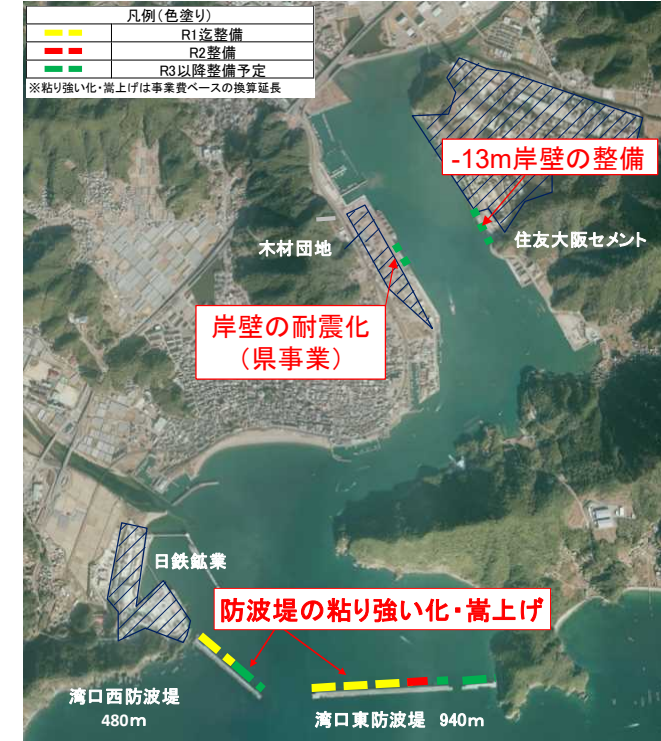 凡例(色塗り)
R1迄整備
R2整備
R3以降整備予定
※粘り強い化・嵩上げは事業費ベースの換算延長
-13m岸壁の整備
住友大阪セメント
木材団地
岸壁の耐震化
（県事業）
日鉄鉱業
防波堤の粘り強い化・嵩上げ
湾口西防波堤
480m
湾口東防波堤 940m